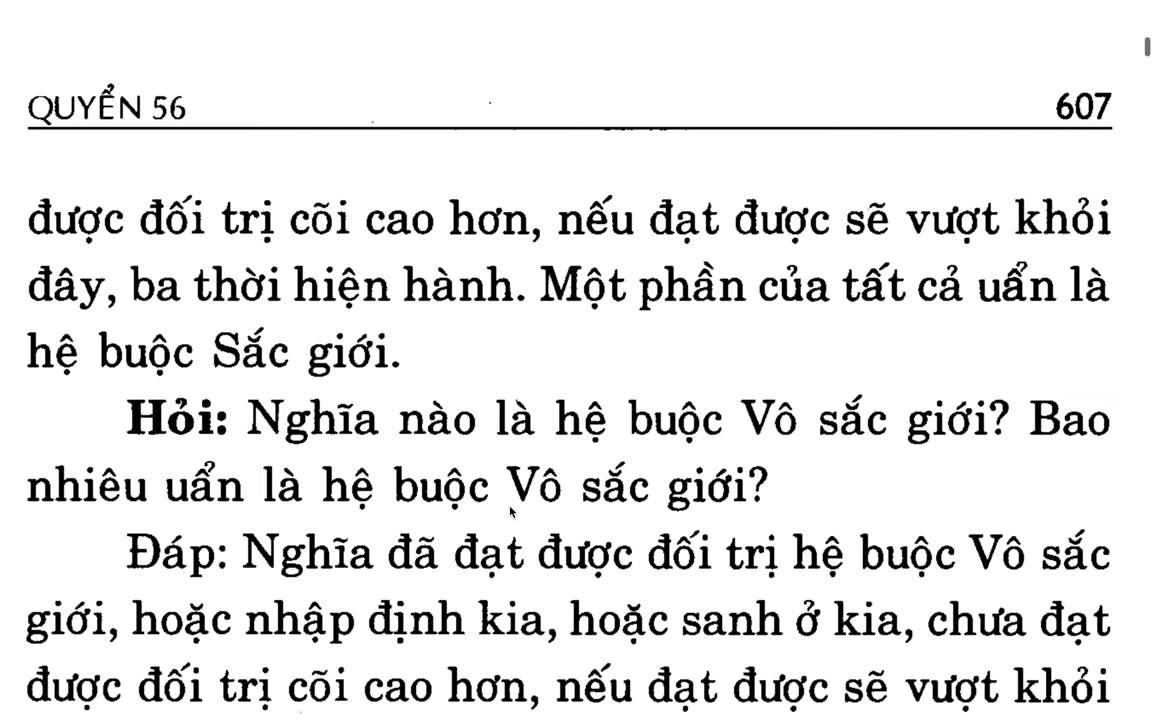 QUYỂN 56 607
được đối trị cõi cao hơn, nếu đạt được sẽ vượt khỏi
đây, ba thời hiện hành. Một phần của tất cả uẩn là
hệ buộc Sắc giới.
Hỏi: Nghĩa nào là hệ buộc Vô sắc giới? Bao
nhiêu uẩn là hệ buộc Vô sắc giới?
Đáp: Nghĩa đã đạt được đối trị hệ buộc Vô sắc
giới, hoặc nhập định kia, hoặc sanh ở kia, chưa đạt
được đối trị cõi cao hơn, nếu đạt được sẽ vượt khỏi